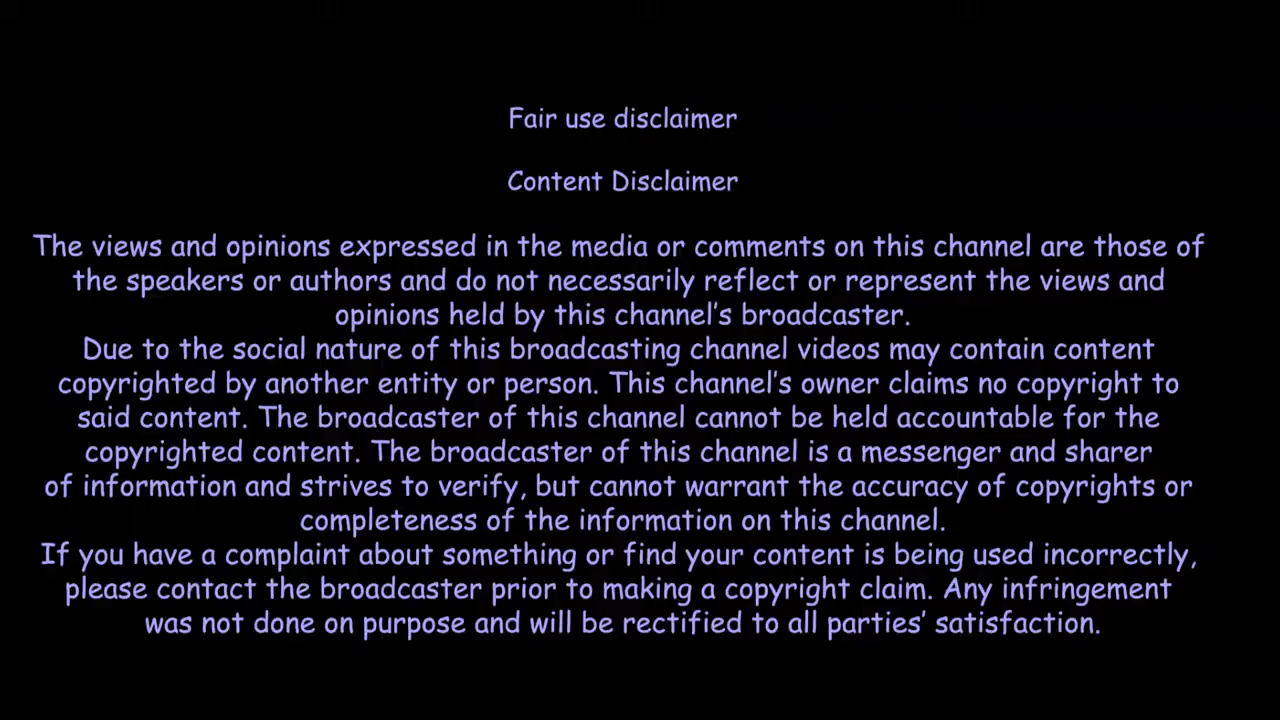 Fair use disclaimer
Content Disclaimer
The views and opinions expressed in the media or comments on this channel are those of
the speakers or authors and do not necessarily reflect or represent the views and
opinions held by this channel's broadcaster.
Due to the social nature of this broadcasting channel videos may contain content
copyrighted by another entity or person. This channel's owner claims no copyright to
said content. The broadcaster of this channel cannot be held accountable for the
copyrighted content. The broadcaster of this channel is a messenger and sharer
of information and strives to verify, but cannot warrant the accuracy of copyrights or
completeness of the information on this channel.
If you have a complaint about something or find your content is being used incorrectly,
please contact the broadcaster prior to making a copyright claim. Any infringement
was not done on purpose and will be rectified to all parties' satisfaction.